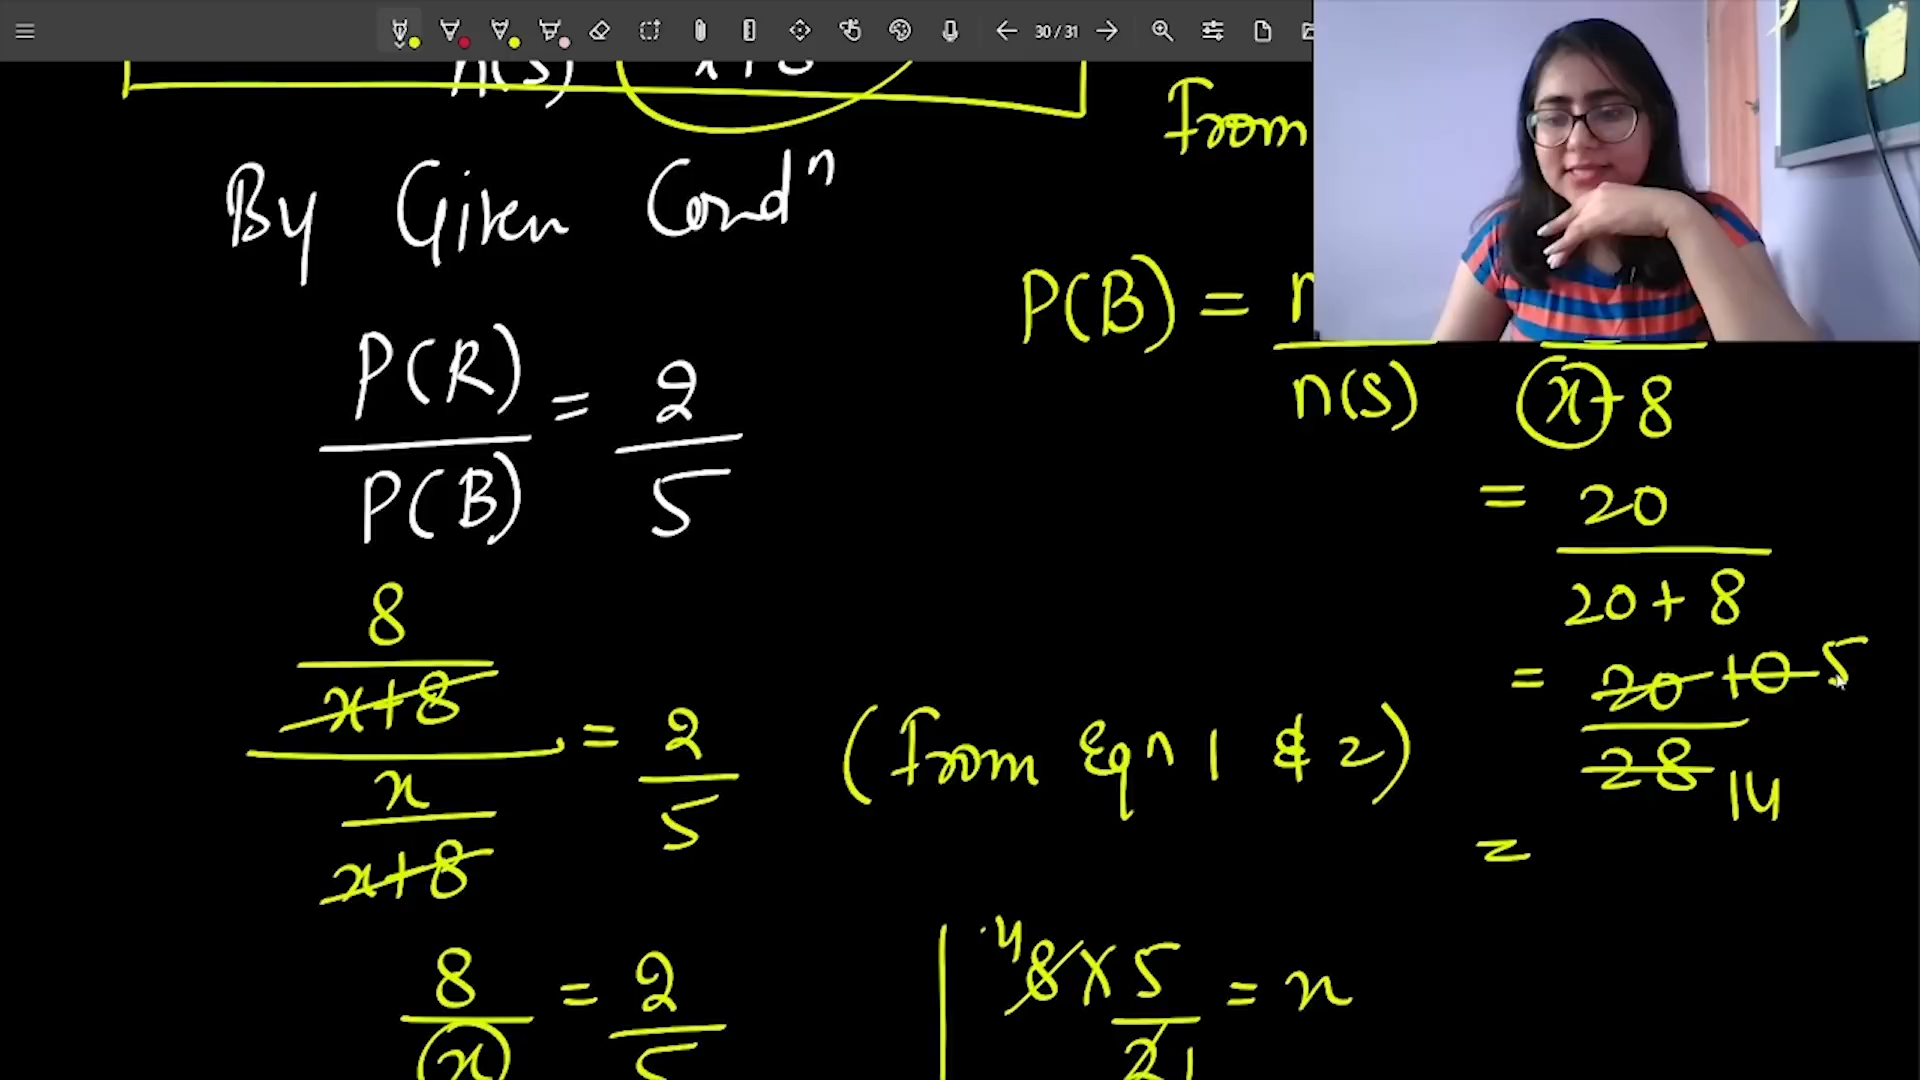 30 / 31
n(S) x+8
From
By Given Condⁿ
P(B) =
n(S) x+8
P(R) = 2
P(B) 5
= 20
20+8
= 20 10 5
28 14
=
8
x+8
= 2
5
x
x+8
(From Eqⁿ 1 & 2)
8 = 2
x 5
4 8 x 5 = x
2 1